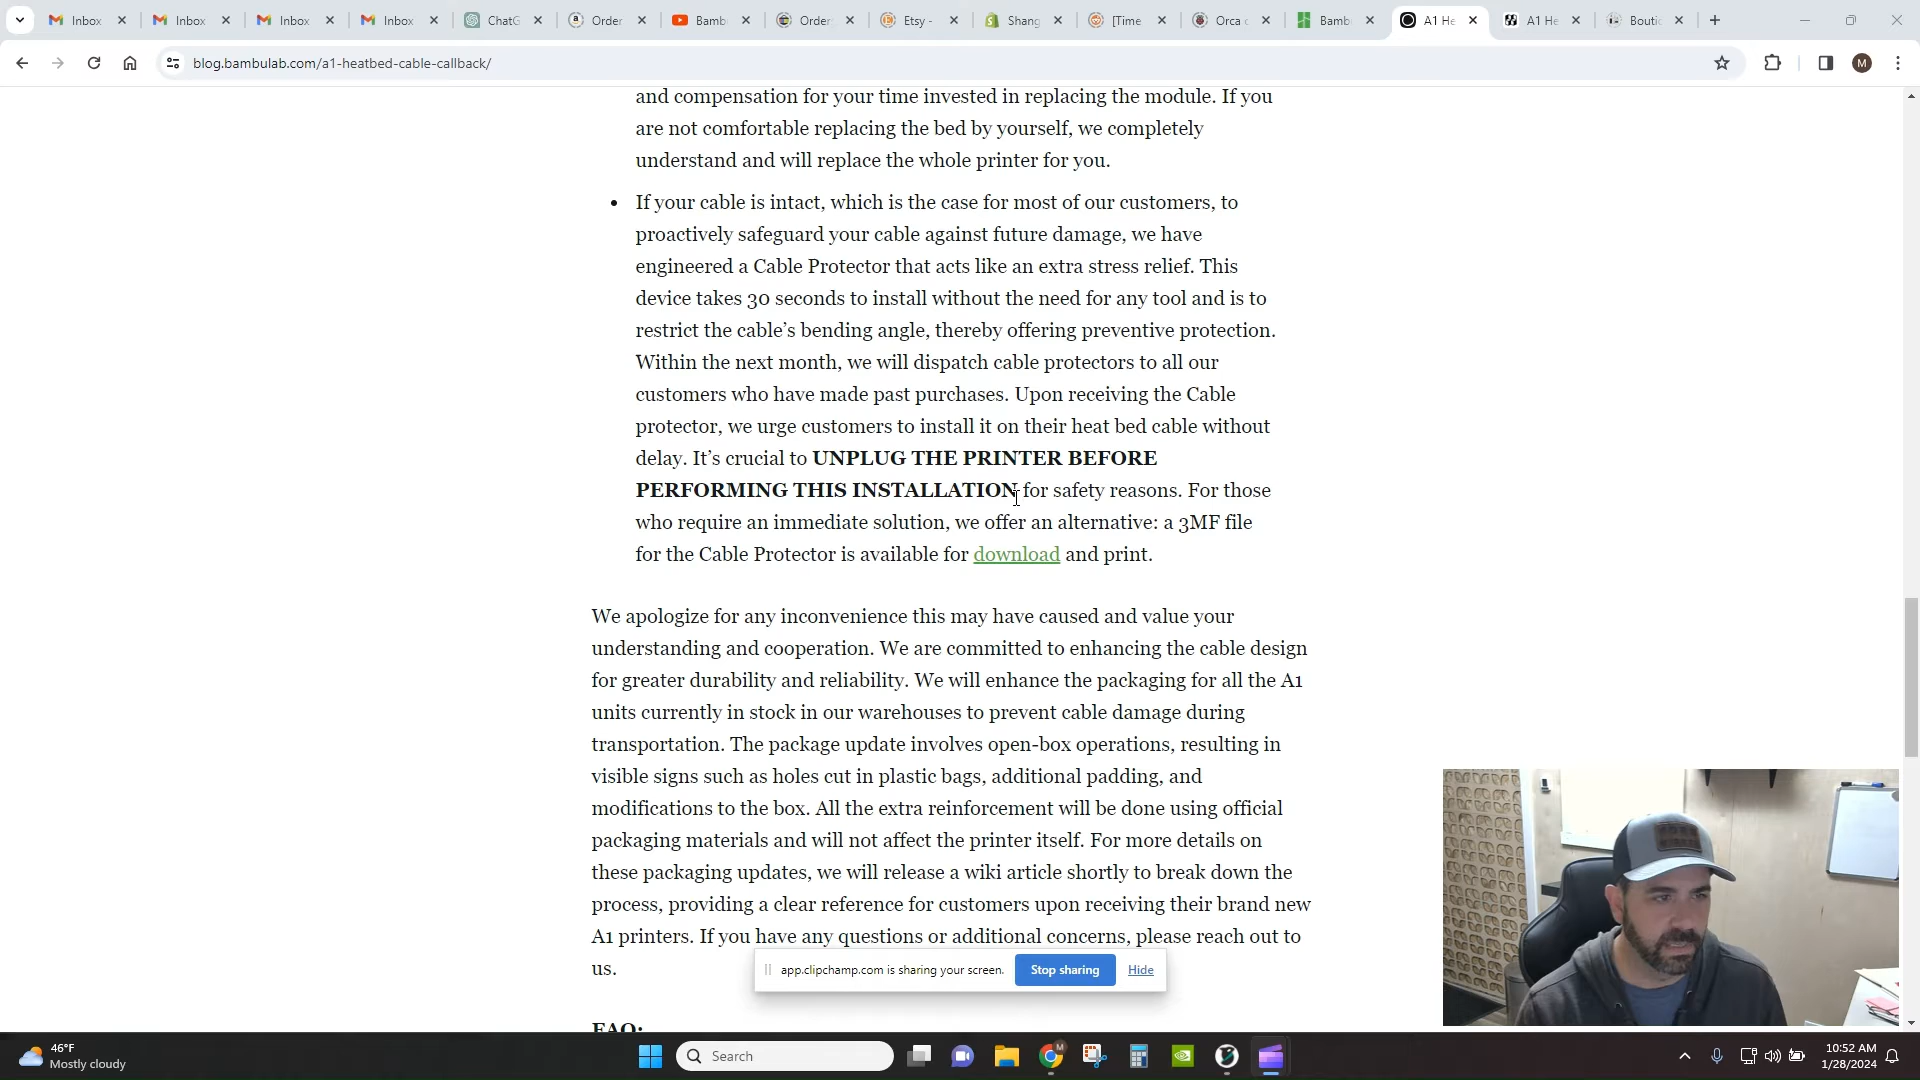 Inbox
Inbox
Inbox
Inbox
ChatG
Order
Bamb
Order
Etsy -
Shang
[Time
Orca
Bamb
A1 He
A1 He
Bouti
blog.bambulab.com/a1-heatbed-cable-callback/
M
and compensation for your time invested in replacing the module. If you
are not comfortable replacing the bed by yourself, we completely
understand and will replace the whole printer for you.
• If your cable is intact, which is the case for most of our customers, to
proactively safeguard your cable against future damage, we have
engineered a Cable Protector that acts like an extra stress relief. This
device takes 30 seconds to install without the need for any tool and is to
restrict the cable's bending angle, thereby offering preventive protection.
Within the next month, we will dispatch cable protectors to all our
customers who have made past purchases. Upon receiving the Cable
protector, we urge customers to install it on their heat bed cable without
delay. It's crucial to UNPLUG THE PRINTER BEFORE
PERFORMING THIS INSTALLATION for safety reasons. For those
who require an immediate solution, we offer an alternative: a 3MF file
for the Cable Protector is available for download and print.
We apologize for any inconvenience this may have caused and value your
understanding and cooperation. We are committed to enhancing the cable design
for greater durability and reliability. We will enhance the packaging for all the A1
units currently in stock in our warehouses to prevent cable damage during
transportation. The package update involves open-box operations, resulting in
visible signs such as holes cut in plastic bags, additional padding, and
modifications to the box. All the extra reinforcement will be done using official
packaging materials and will not affect the printer itself. For more details on
these packaging updates, we will release a wiki article shortly to break down the
process, providing a clear reference for customers upon receiving their brand new
A1 printers. If you have any questions or additional concerns, please reach out to
us.
app.clipchamp.com is sharing your screen.
Stop sharing
Hide
FAQ:
46°F
Mostly cloudy
Search
10:52 AM
1/28/2024